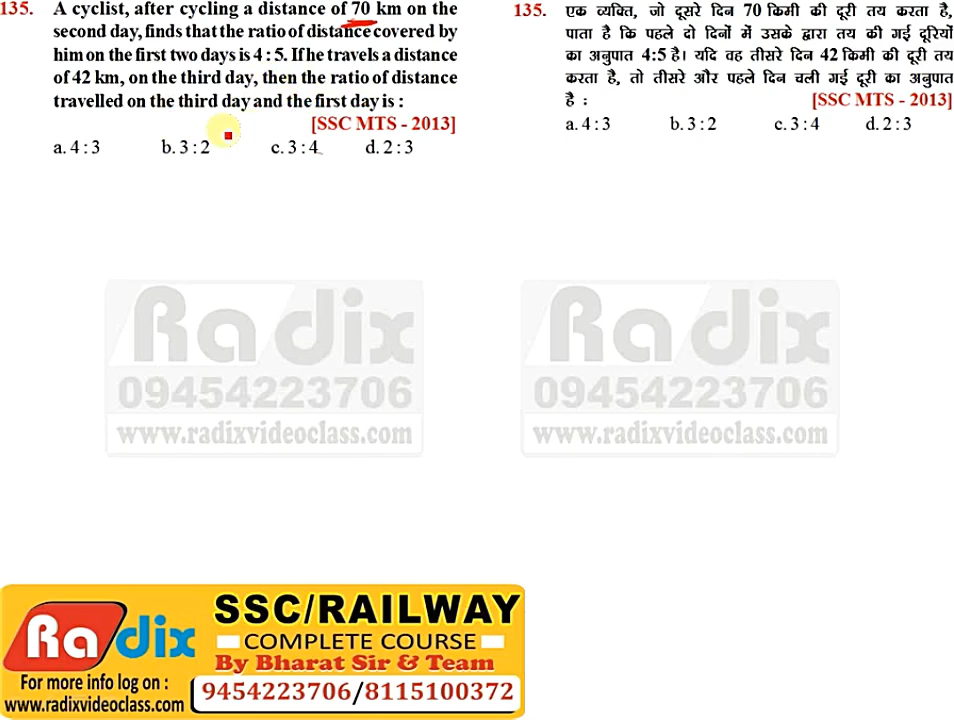 135. A cyclist, after cycling a distance of 70 km on the
second day, finds that the ratio of distance covered by
him on the first two days is 4 : 5. If he travels a distance
of 42 km, on the third day, then the ratio of distance
travelled on the third day and the first day is :
[SSC MTS - 2013]
a. 4 : 3 b. 3 : 2 c. 3 : 4 d. 2 : 3
135. एक व्यक्ति, जो दूसरे दिन 70 किमी की दूरी तय करता है,
पाता है कि पहले दो दिनों में उसके द्वारा तय की गई दूरियों
का अनुपात 4:5 है। यदि वह तीसरे दिन 42 किमी की दूरी तय
करता है, तो तीसरे और पहले दिन चली गई दूरी का अनुपात
है :
[SSC MTS - 2013]
a. 4 : 3 b. 3 : 2 c. 3 : 4 d. 2 : 3
Radix
09454223706
www.radixvideoclass.com
Radix
09454223706
www.radixvideoclass.com
Radix
For more info log on :
www.radixvideoclass.com
SSC/RAILWAY
COMPLETE COURSE
By Bharat Sir & Team
9454223706/8115100372